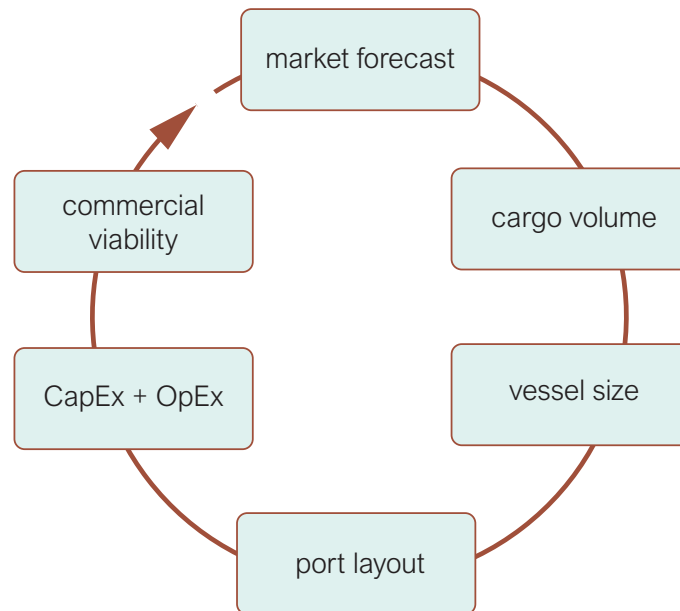 market forecast
cargo volume
vessel size
port layout
CapEx + OpEx
commercial
viability